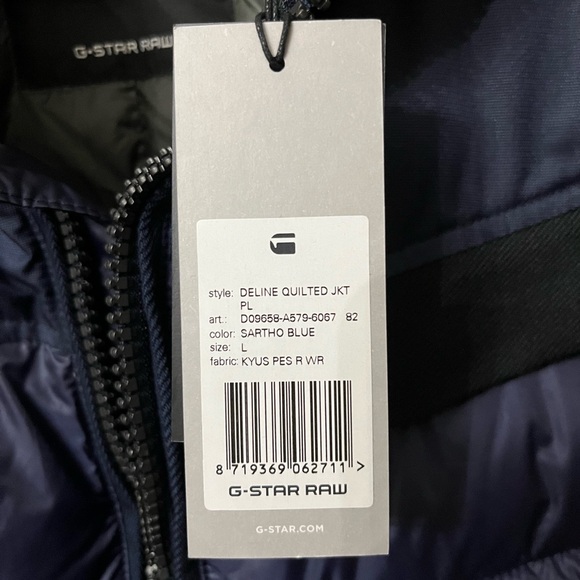 G-STAR RAW
style: DELINE QUILTED JKT
PL
art.: D09658-A579-6067 82
color: SARTHO BLUE
size: L
fabric: KYUS PES R WR
8 719369 062711 >
G-STAR RAW
G-STAR.COM